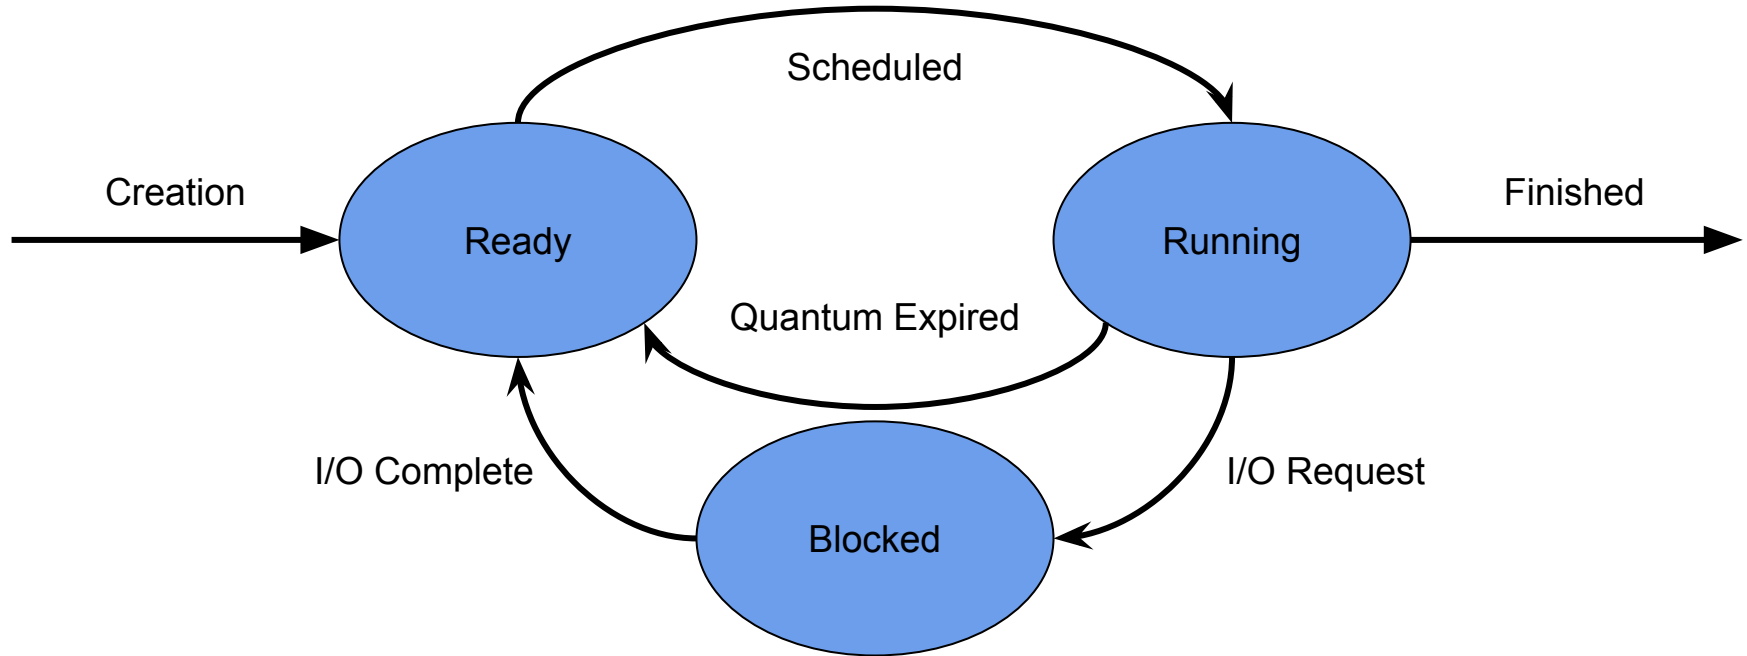 Scheduled
Creation
Finished
Ready
Running
Quantum Expired
I/O Complete
I/O Request
Blocked